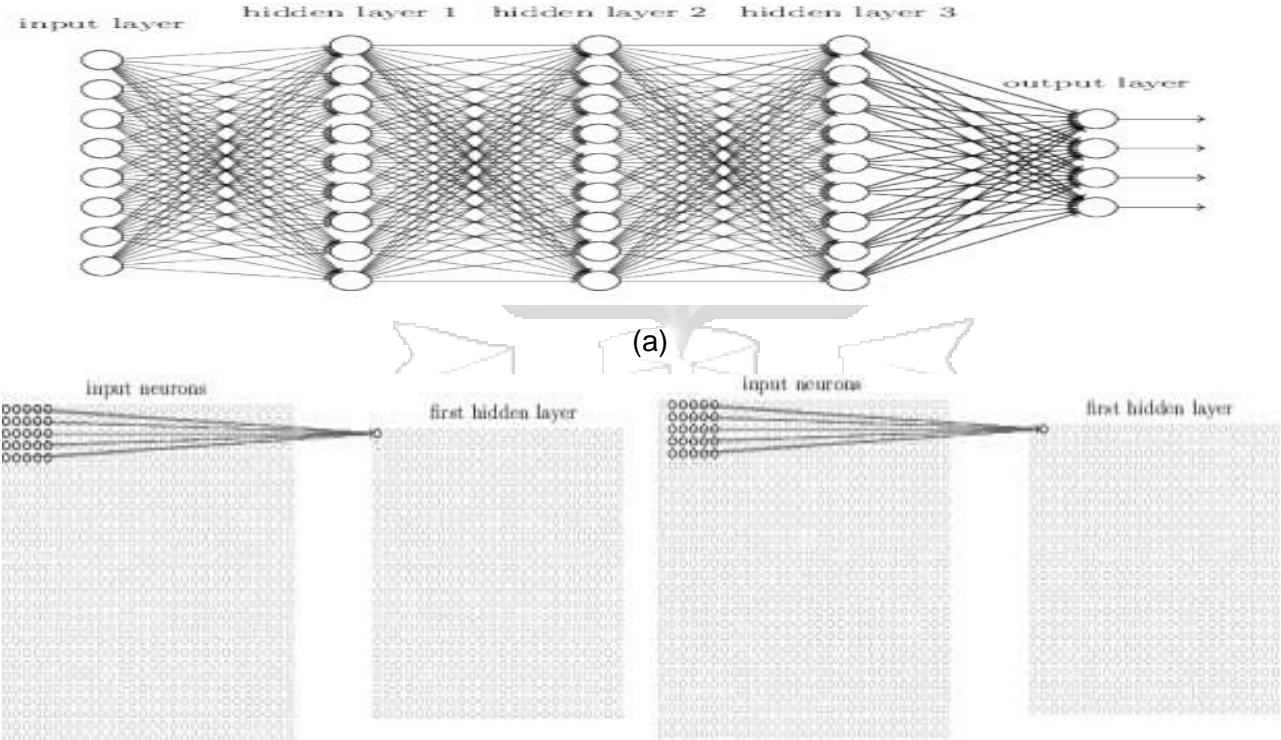 input layer
hidden layer 1
hidden layer 2
hidden layer 3
output layer
(a)
input neurons
first hidden layer
input neurons
first hidden layer